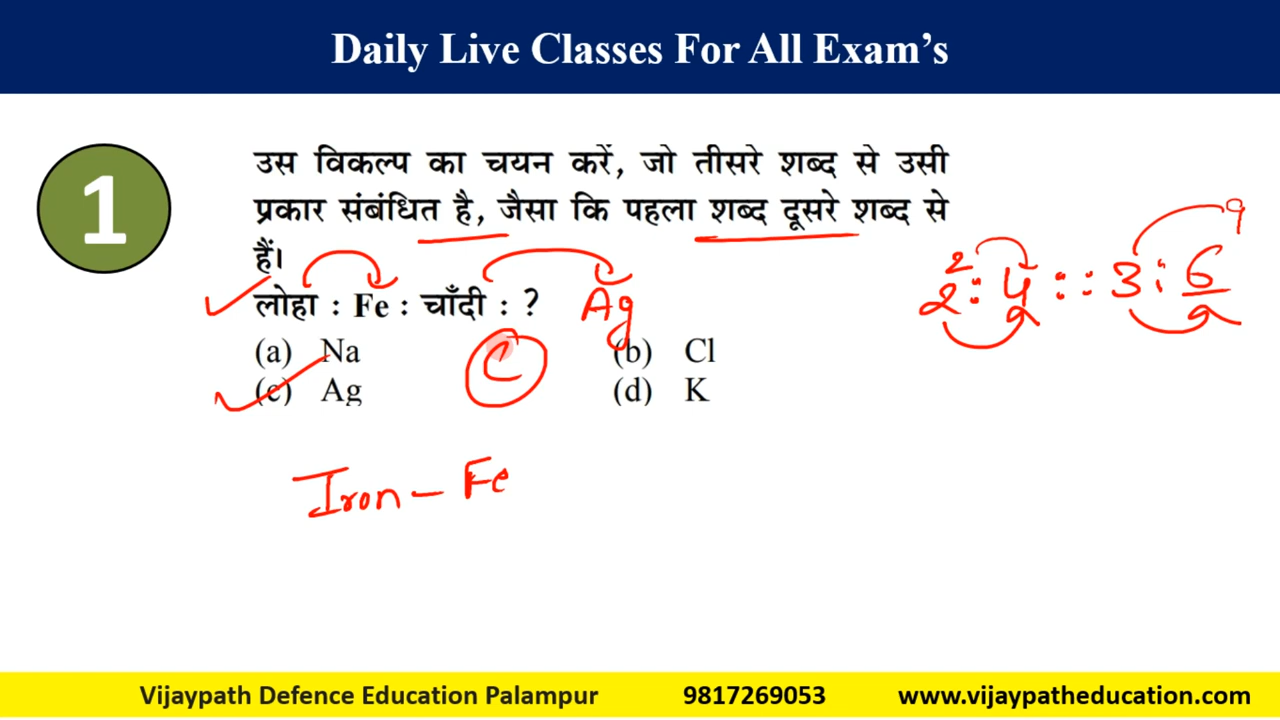 Daily Live Classes For All Exam's
1
उस विकल्प का चयन करें, जो तीसरे शब्द से उसी
प्रकार संबंधित है, जैसा कि पहला शब्द दूसरे शब्द से
हैं।
लोहा : Fe : चाँदी : ? Ag
(a) Na (b) Cl
(c) Ag (d) K
C
2 9
2 : 4 :: 3 : 6
Iron - Fe
Vijaypath Defence Education Palampur 9817269053 www.vijaypatheducation.com